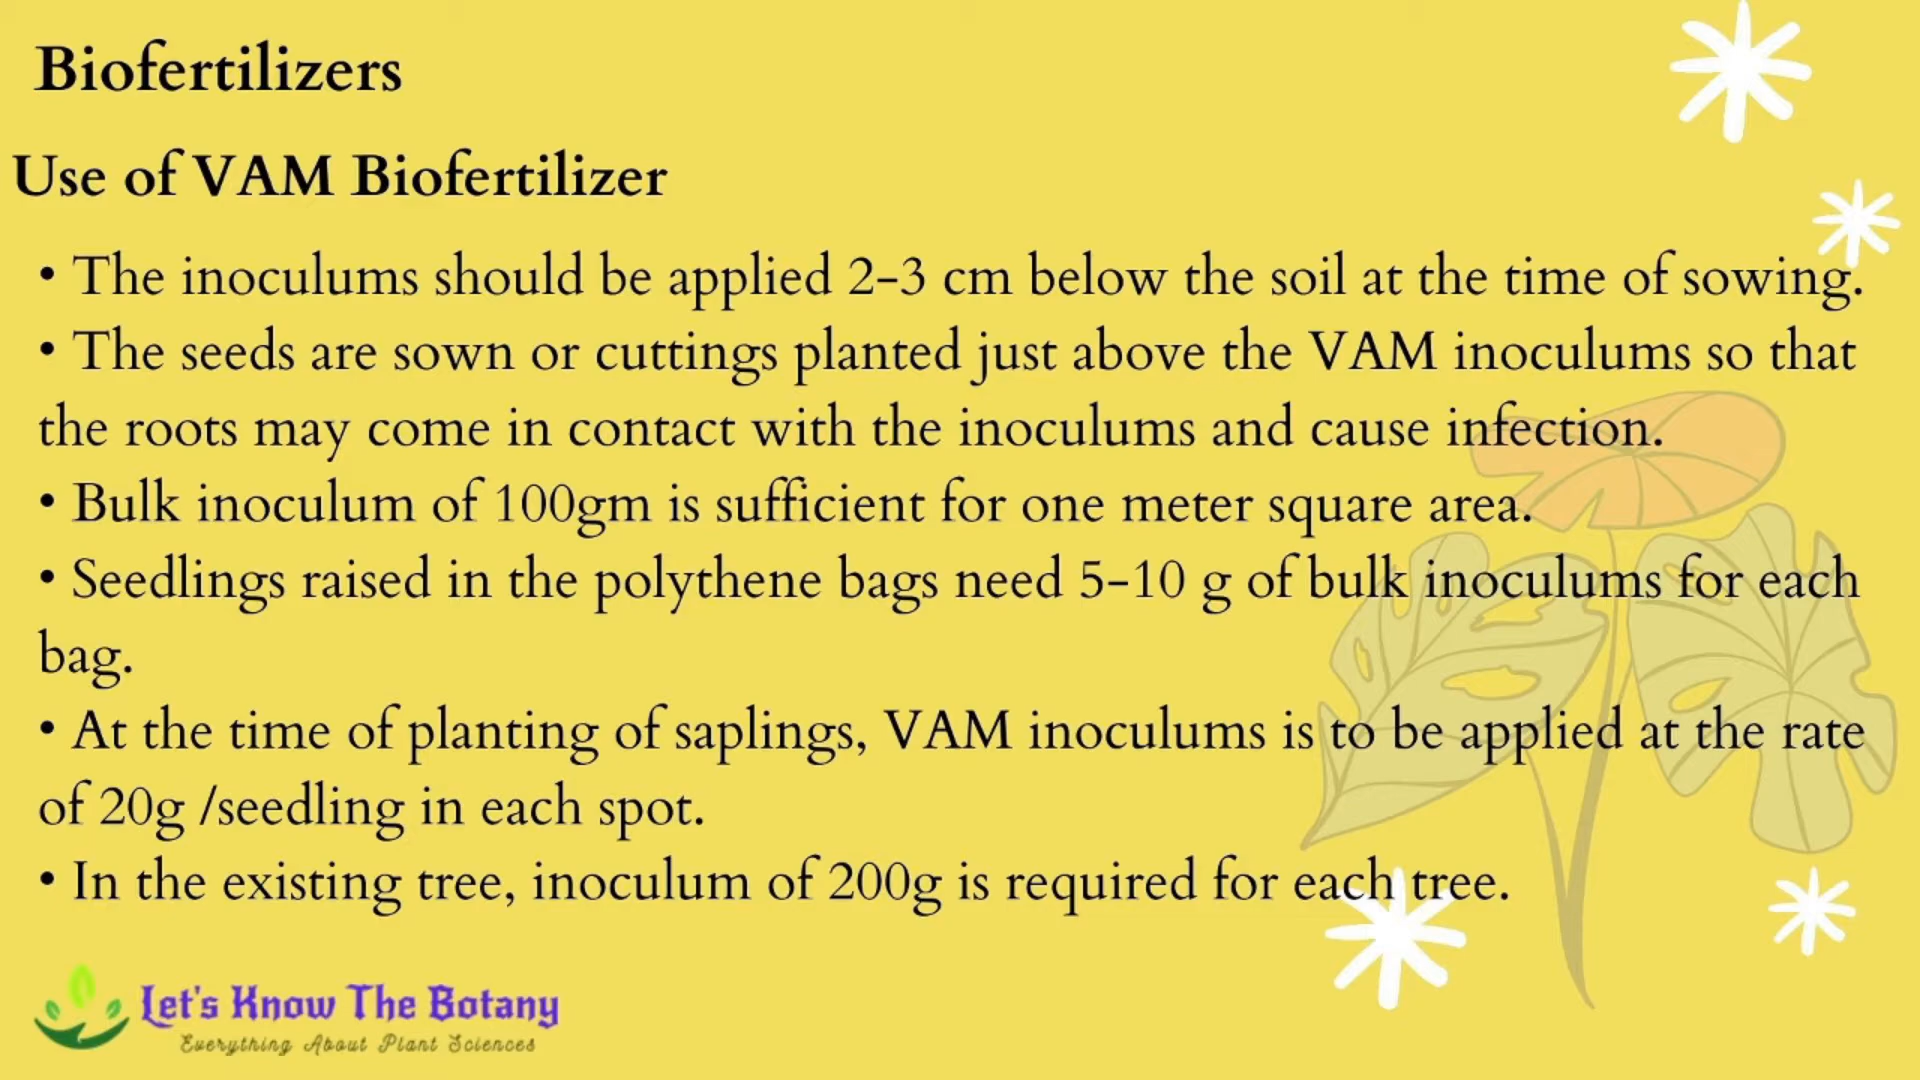 Biofertilizers
Use of VAM Biofertilizer
• The inoculums should be applied 2-3 cm below the soil at the time of sowing.
• The seeds are sown or cuttings planted just above the VAM inoculums so that
the roots may come in contact with the inoculums and cause infection.
• Bulk inoculum of 100gm is sufficient for one meter square area.
• Seedlings raised in the polythene bags need 5-10 g of bulk inoculums for each
bag.
• At the time of planting of saplings, VAM inoculums is to be applied at the rate
of 20g /seedling in each spot.
• In the existing tree, inoculum of 200g is required for each tree.
Let's Know The Botany
Everything About Plant Sciences